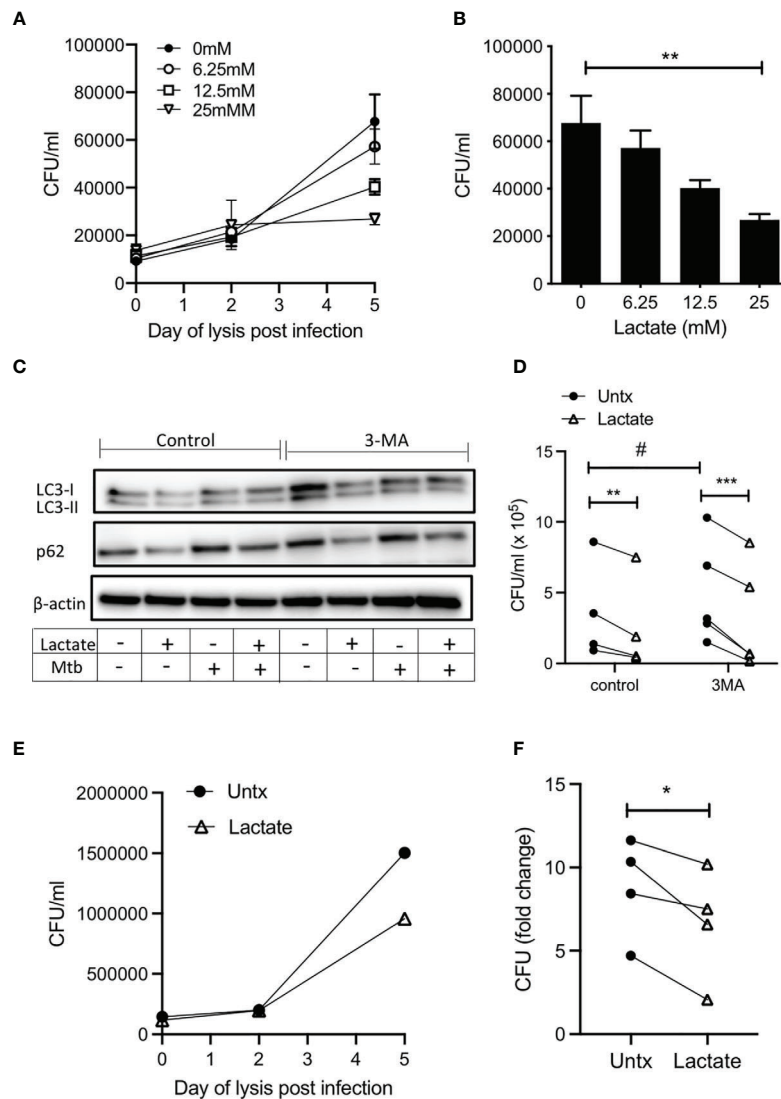 A
0mM
6.25mM
12.5mM
25mMM
100000
80000
60000
40000
20000
0
CFU/ml
0 1 2 3 4 5
Day of lysis post infection
B
**
100000
80000
60000
40000
20000
0
CFU/ml
0 6.25 12.5 25
Lactate (mM)
C
Control 3-MA
LC3-I
LC3-II
p62
β-actin
Lactate - + - + - + - +
Mtb - - + + - - + +
D
Untx
Lactate
#
** ***
15
10
5
0
CFU/ml (x 10⁵)
control 3MA
E
Untx
Lactate
2000000
1500000
1000000
500000
0
CFU/ml
0 1 2 3 4 5
Day of lysis post infection
F
*
15
10
5
0
CFU (fold change)
Untx Lactate